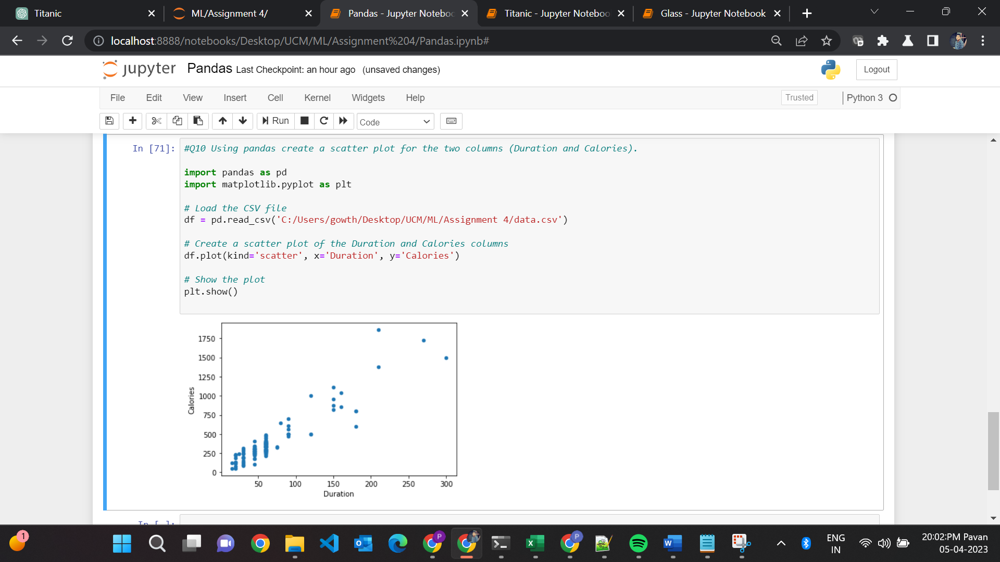 Titanic
ML/Assignment 4/
Pandas - Jupyter Noteboo
Titanic - Jupyter Noteboo
Glass - Jupyter Notebook
localhost:8888/notebooks/Desktop/UCM/ML/Assignment%204/Pandas.ipynb#
jupyter Pandas Last Checkpoint: an hour ago (unsaved changes)
Logout
File Edit View Insert Cell Kernel Widgets Help
Trusted
Python 3
Run
Code
In [71]:
#Q10 Using pandas create a scatter plot for the two columns (Duration and Calories).
import pandas as pd
import matplotlib.pyplot as plt
# Load the CSV file
df = pd.read_csv('C:/Users/gowth/Desktop/UCM/ML/Assignment 4/data.csv')
# Create a scatter plot of the Duration and Calories columns
df.plot(kind='scatter', x='Duration', y='Calories')
# Show the plot
plt.show()
1750
1500
1250
1000
750
500
250
0
Calories
50 100 150 200 250 300
Duration
In [ ]:
1
P
P
ENG
IN
20:02:PM Pavan
05-04-2023